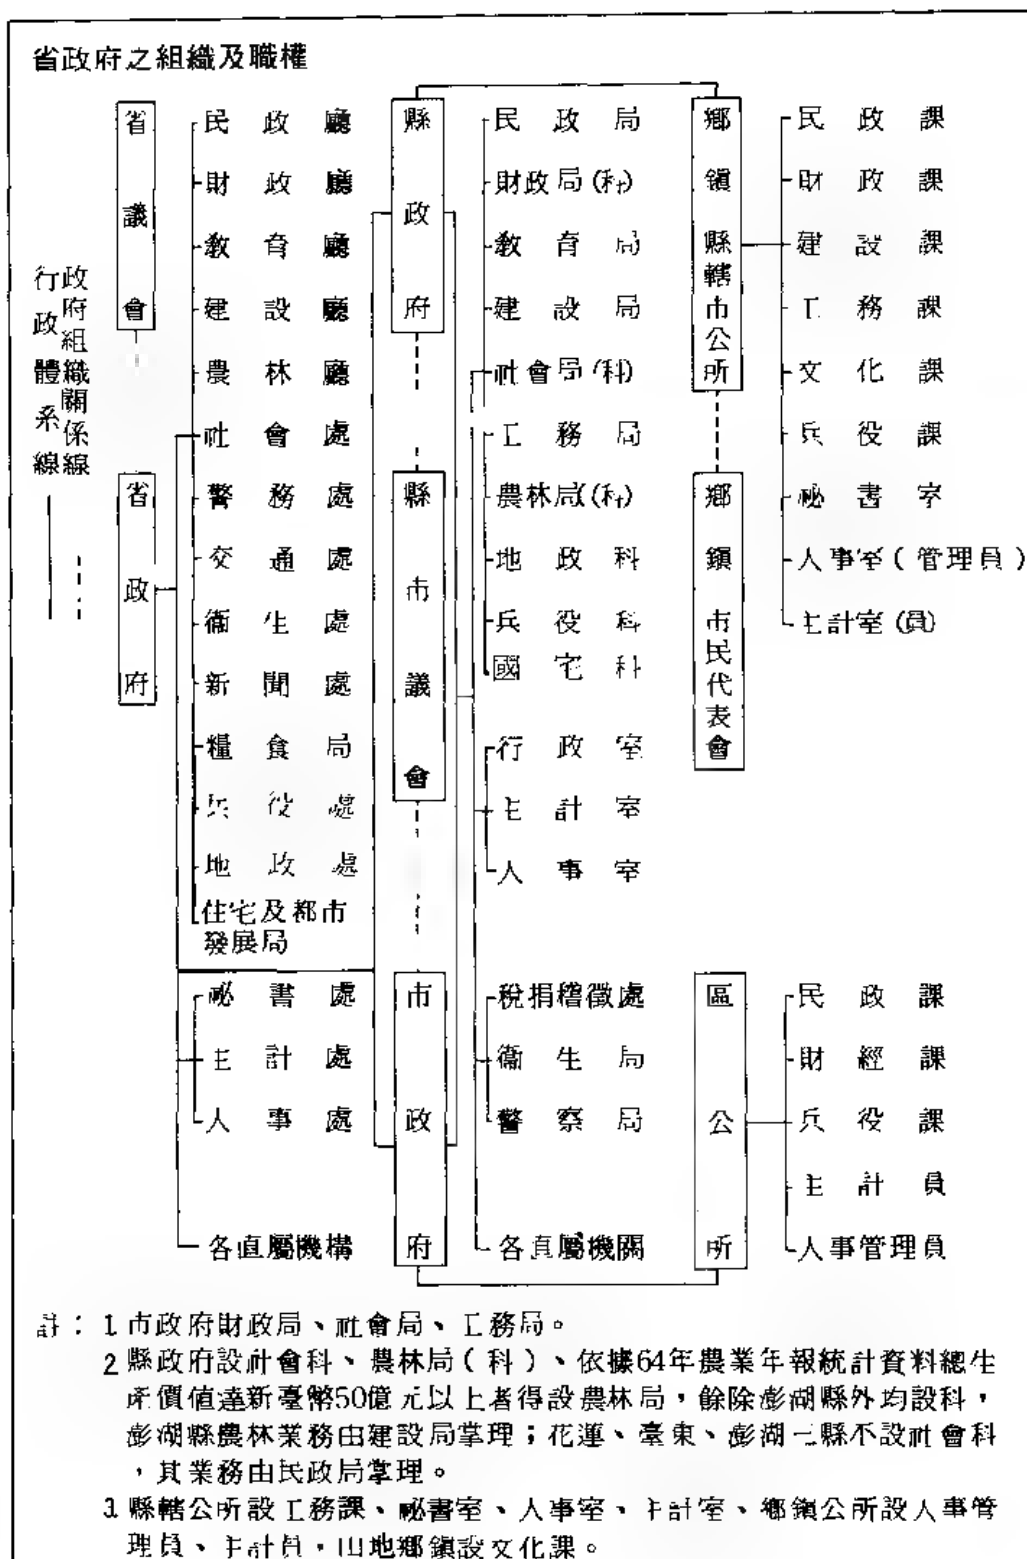 省政府之組織及職權
政府組織關係線
行政體系線
省議會
省政府
民政廳
財政廳
教育廳
建設廳
農林廳
社會處
警務處
交通處
衞生處
新聞處
糧食局
兵役處
地政處
住宅及都市
發展局
祕書處
主計處
人事處
各直屬機構
縣政府
縣市議會
市政府
民政局
財政局(科)
教育局
建設局
社會局(科)
工務局
農林局(科)
地政科
兵役科
國宅科
行政室
主計室
人事室
稅捐稽徵處
衞生局
警察局
各直屬機關
鄉鎮縣轄市公所
鄉鎮市民代表會
區公所
民政課
財政課
建設課
工務課
文化課
兵役課
祕書室
人事室(管理員)
主計室(員)
民政課
財經課
兵役課
主計員
人事管理員
註：1 市政府財政局、社會局、工務局。
2 縣政府設社會科、農林局(科)、依據64年農業年報統計資料總生
產價值達新臺幣50億元以上者得設農林局，餘除澎湖縣外均設科，
澎湖縣農林業務由建設局掌理；花蓮、臺東、澎湖三縣不設社會科
，其業務由民政局掌理。
3 縣轄公所設工務課、祕書室、人事室、主計室、鄉鎮公所設人事管
理員、主計員，山地鄉鎮設文化課。